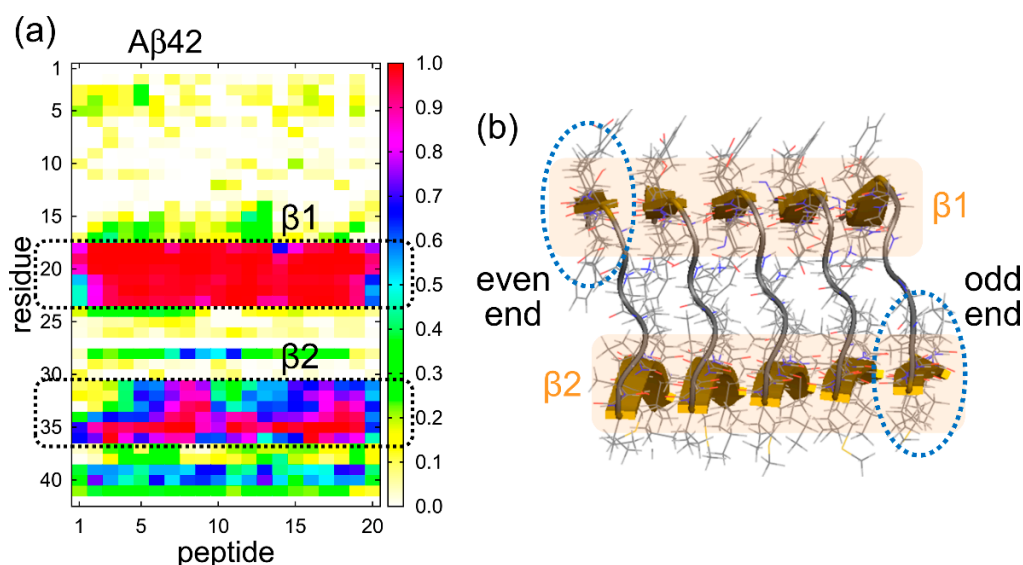 (a)
Aβ42
1
5
10
15
20
25
30
35
40
residue
β1
β2
1 5 10 15 20
peptide
1.0
0.9
0.8
0.7
0.6
0.5
0.4
0.3
0.2
0.1
0.0
(b)
β1
even
end
odd
end
β2